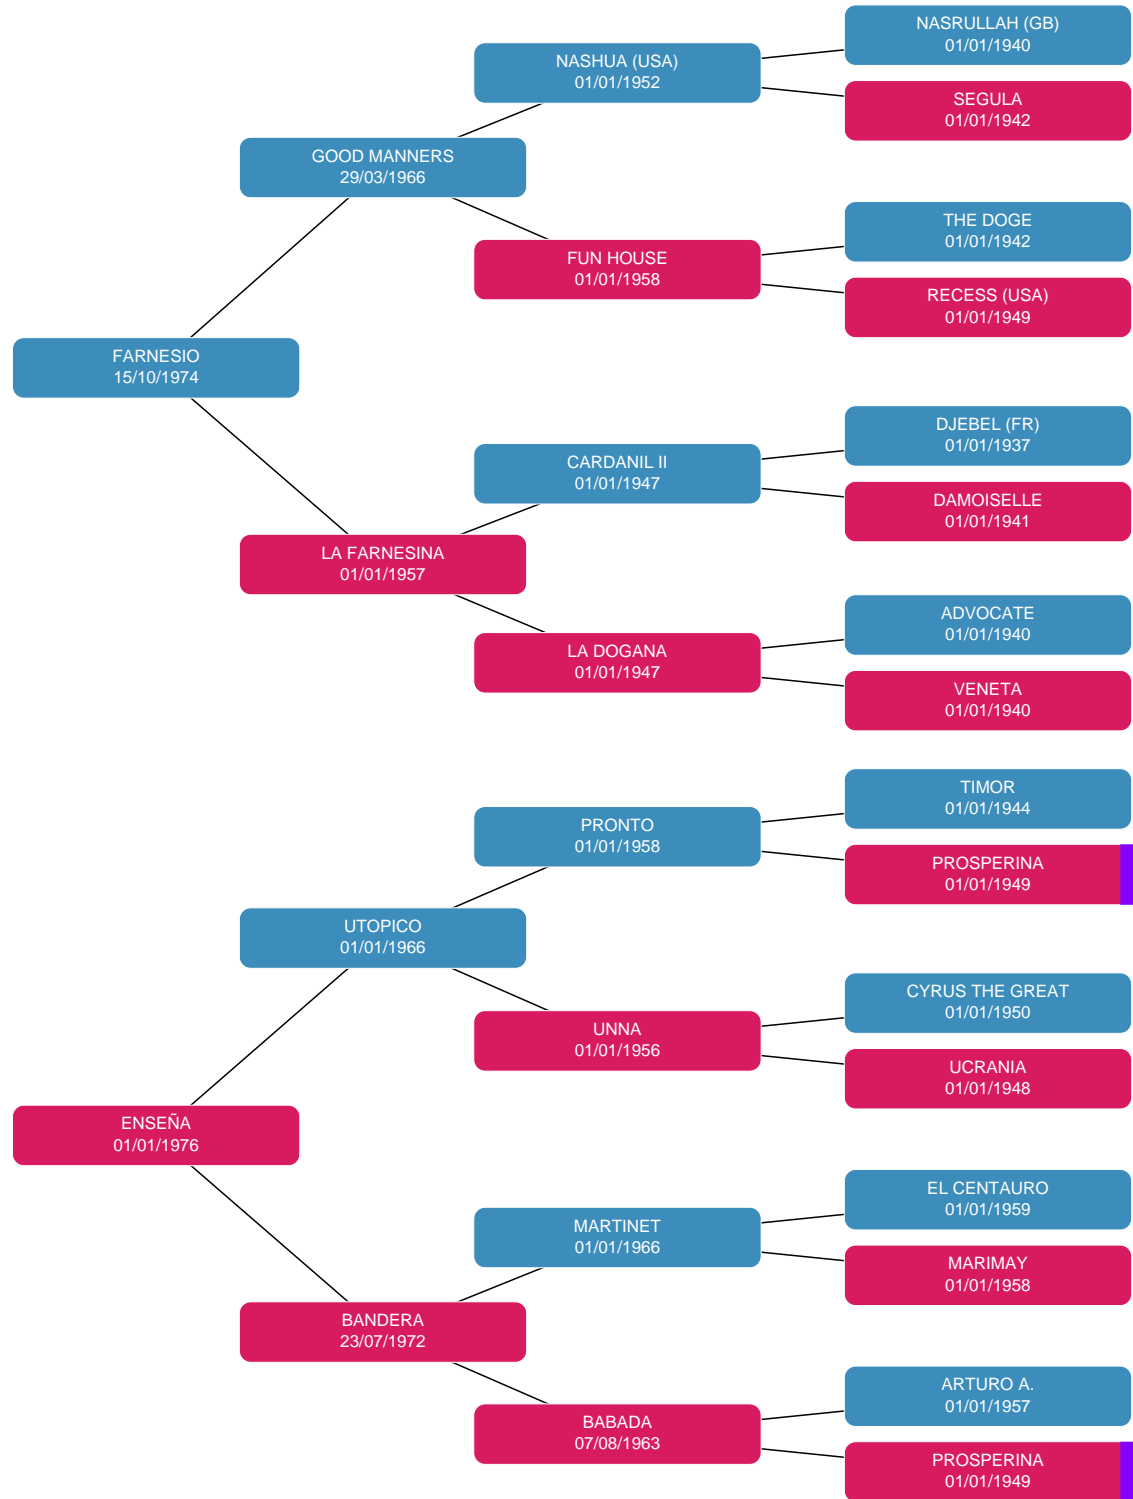 NASRULLAH (GB)
01/01/1940
NASHUA (USA)
01/01/1952
SEGULA
01/01/1942
GOOD MANNERS
29/03/1966
THE DOGE
01/01/1942
FUN HOUSE
01/01/1958
RECESS (USA)
01/01/1949
FARNESIO
15/10/1974
DJEBEL (FR)
01/01/1937
CARDANIL II
01/01/1947
DAMOISELLE
01/01/1941
LA FARNESINA
01/01/1957
ADVOCATE
01/01/1940
LA DOGANA
01/01/1947
VENETA
01/01/1940
TIMOR
01/01/1944
PRONTO
01/01/1958
PROSPERINA
01/01/1949
UTOPICO
01/01/1966
CYRUS THE GREAT
01/01/1950
UNNA
01/01/1956
UCRANIA
01/01/1948
ENSEÑA
01/01/1976
EL CENTAURO
01/01/1959
MARTINET
01/01/1966
MARIMAY
01/01/1958
BANDERA
23/07/1972
ARTURO A.
01/01/1957
BABADA
07/08/1963
PROSPERINA
01/01/1949